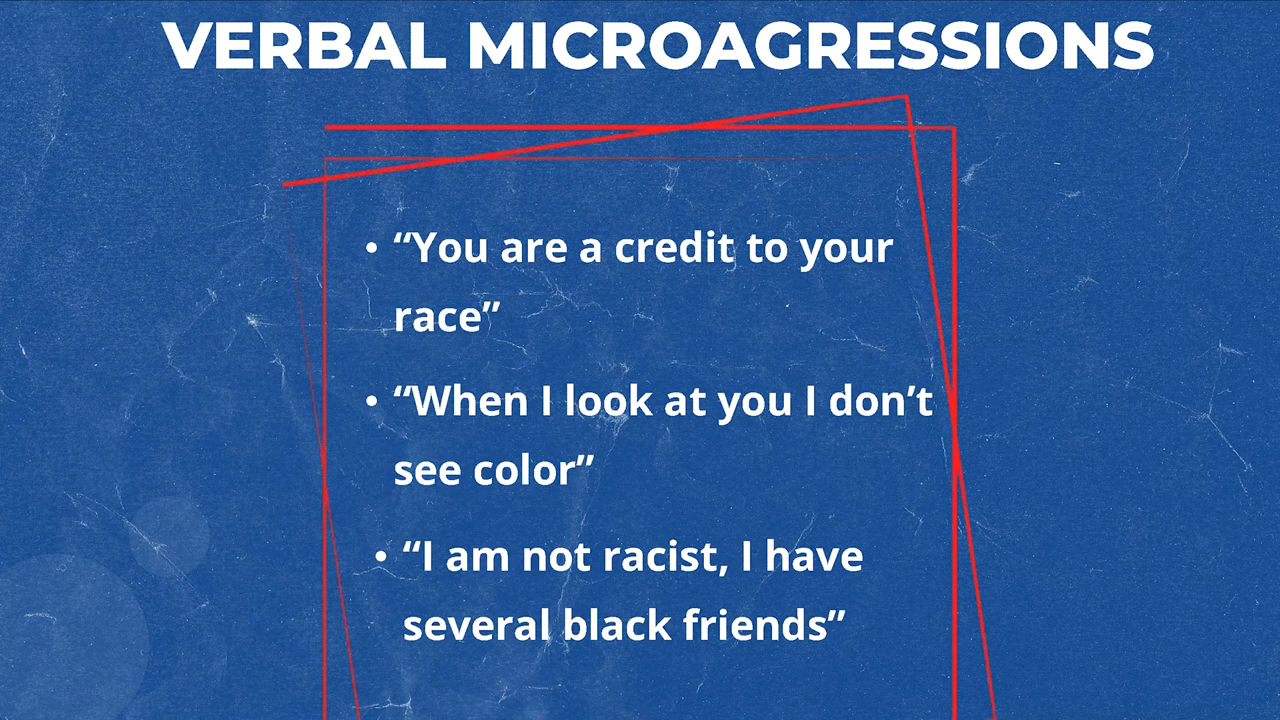 VERBAL MICROAGRESSIONS
• “You are a credit to your
race”
• “When I look at you I don’t
see color”
• “I am not racist, I have
several black friends”